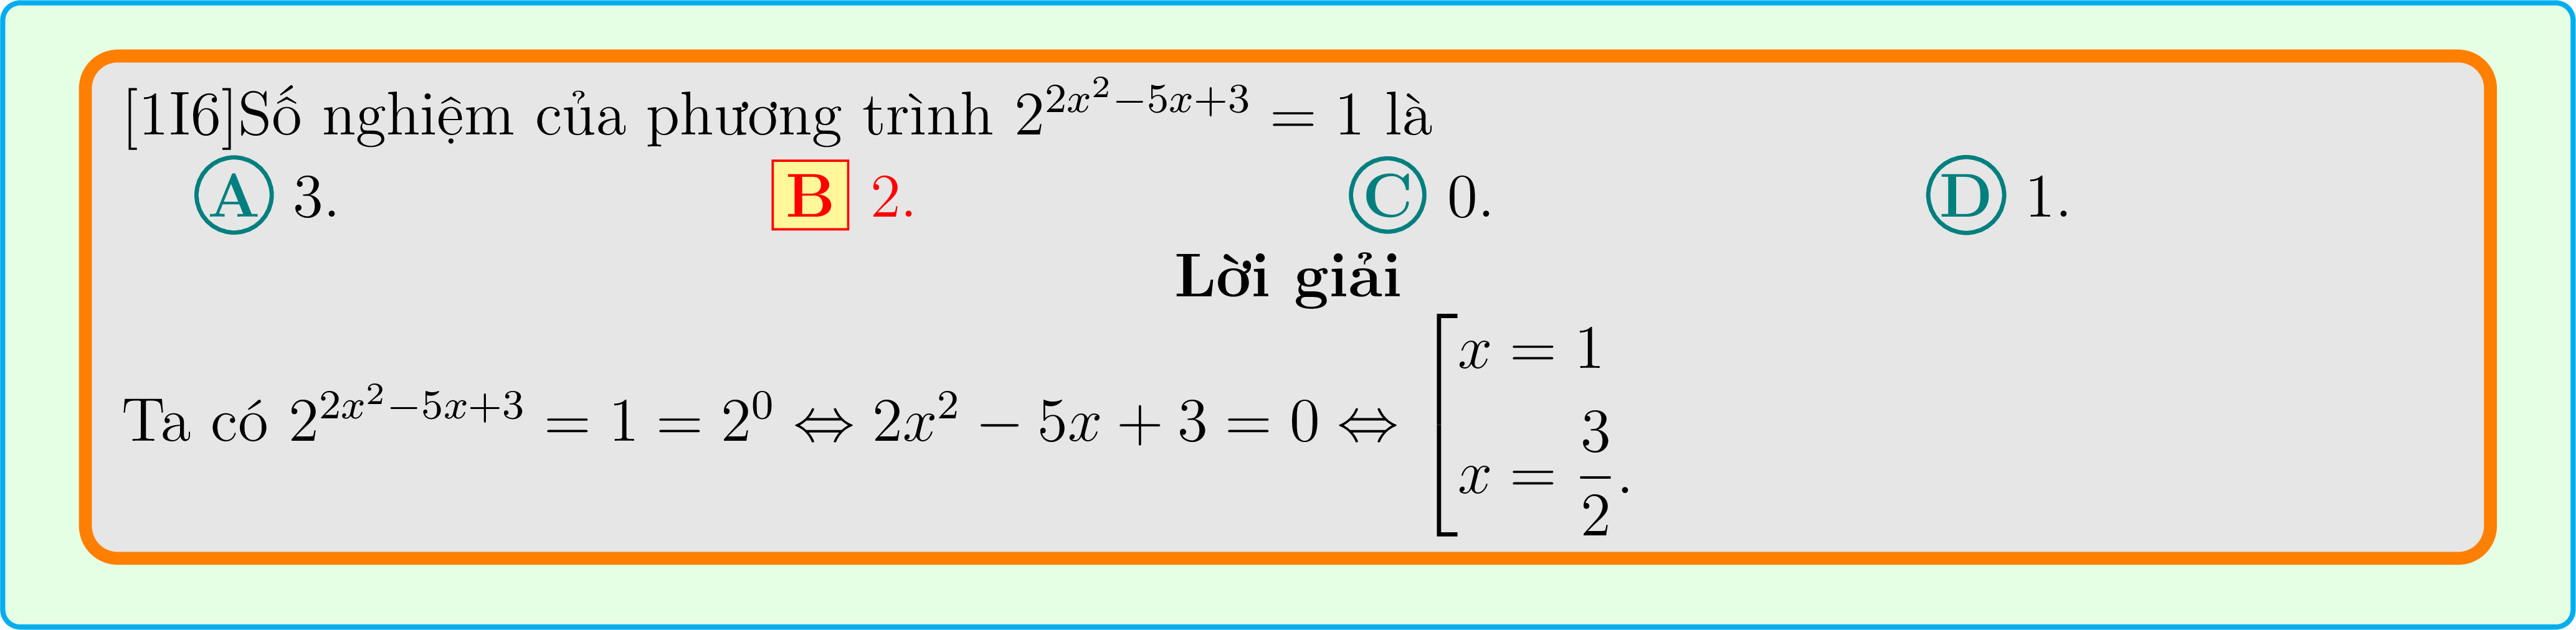 [1I6]Số nghiệm của phương trình $2^{2x^2-5x+3} = 1$ là
A 3. B 2. C 0. D 1.
Lời giải
Ta có $2^{2x^2-5x+3} = 1 = 2^0 \Leftrightarrow 2x^2 - 5x + 3 = 0 \Leftrightarrow \left[\begin{array}{l} x = 1 \\ x = \dfrac{3}{2}. \end{array}\right.$